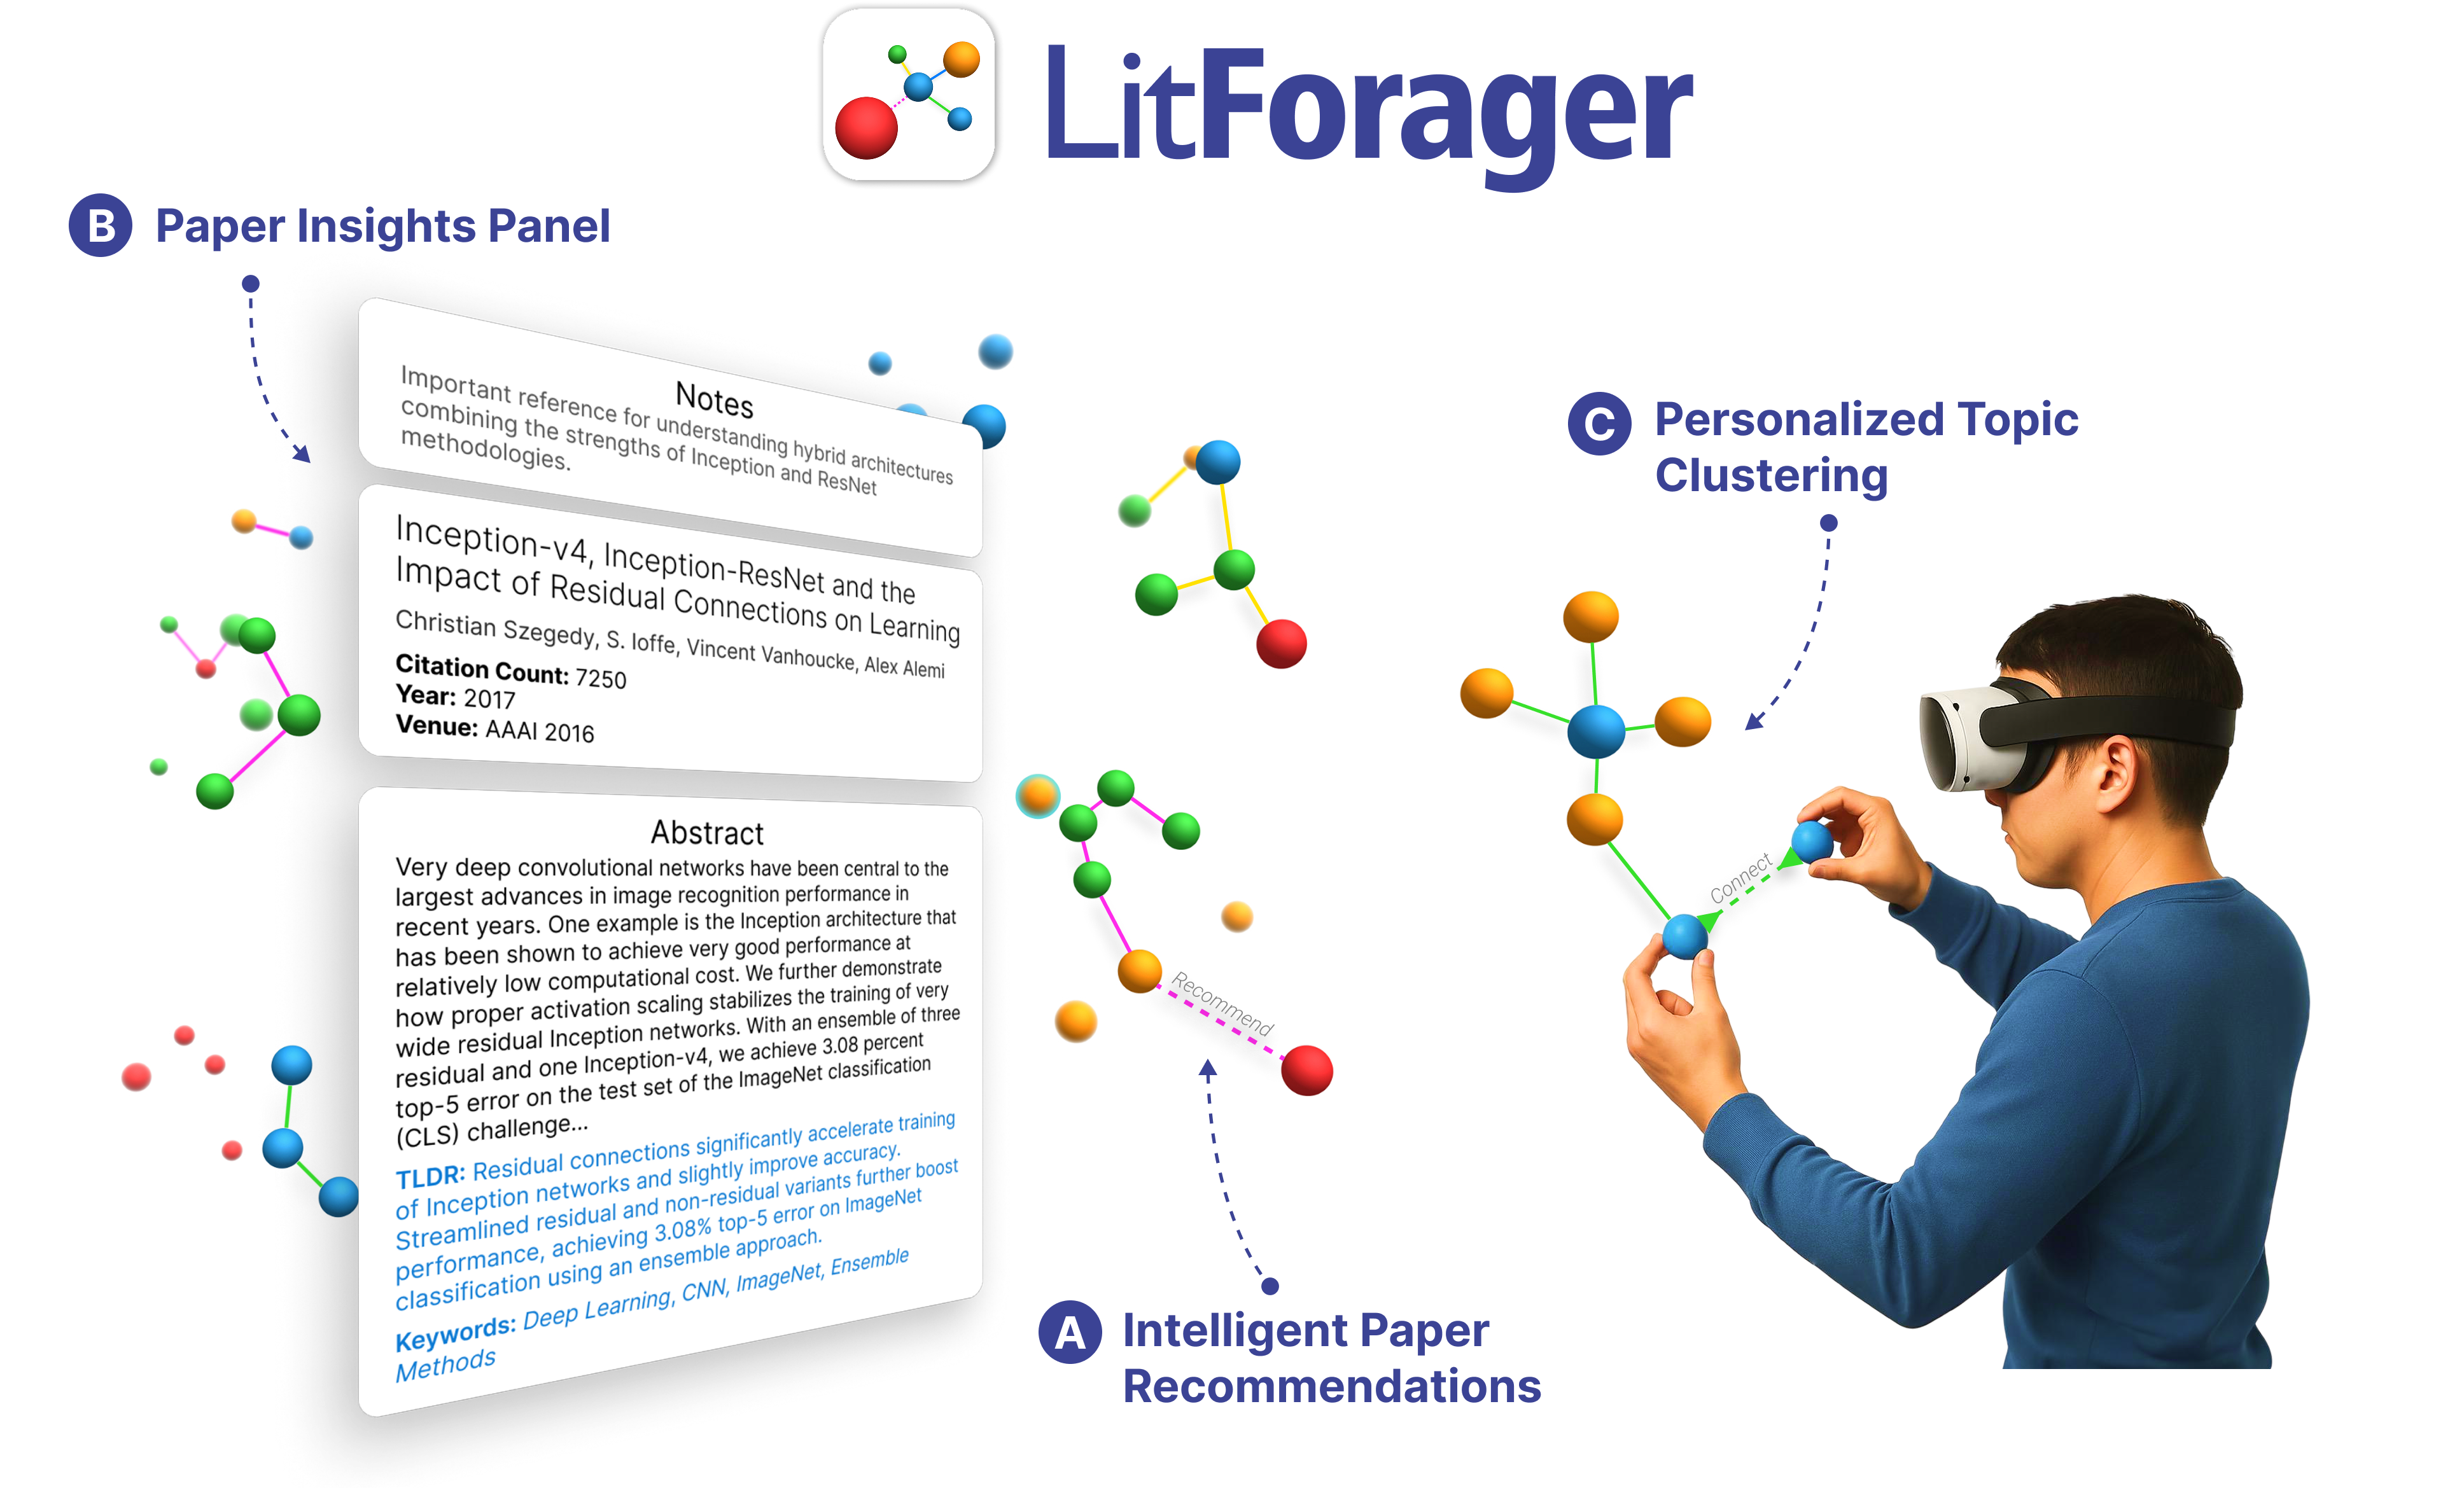 LitForager
B Paper Insights Panel
Notes
Important reference for understanding hybrid architectures
combining the strengths of Inception and ResNet
methodologies.
Inception-v4, Inception-ResNet and the
Impact of Residual Connections on Learning
Christian Szegedy, S. Ioffe, Vincent Vanhoucke, Alex Alemi
Citation Count: 7250
Year: 2017
Venue: AAAI 2016
Abstract
Very deep convolutional networks have been central to the
largest advances in image recognition performance in
recent years. One example is the Inception architecture that
has been shown to achieve very good performance at
relatively low computational cost. We further demonstrate
how proper activation scaling stabilizes the training of very
wide residual Inception networks. With an ensemble of three
residual and one Inception-v4, we achieve 3.08 percent
top-5 error on the test set of the ImageNet classification
(CLS) challenge...
TLDR: Residual connections significantly accelerate training
of Inception networks and slightly improve accuracy.
Streamlined residual and non-residual variants further boost
performance, achieving 3.08% top-5 error on ImageNet
classification using an ensemble approach.
Keywords: Deep Learning, CNN, ImageNet, Ensemble
Methods
C Personalized Topic
Clustering
Connect
Recommend
A Intelligent Paper
Recommendations